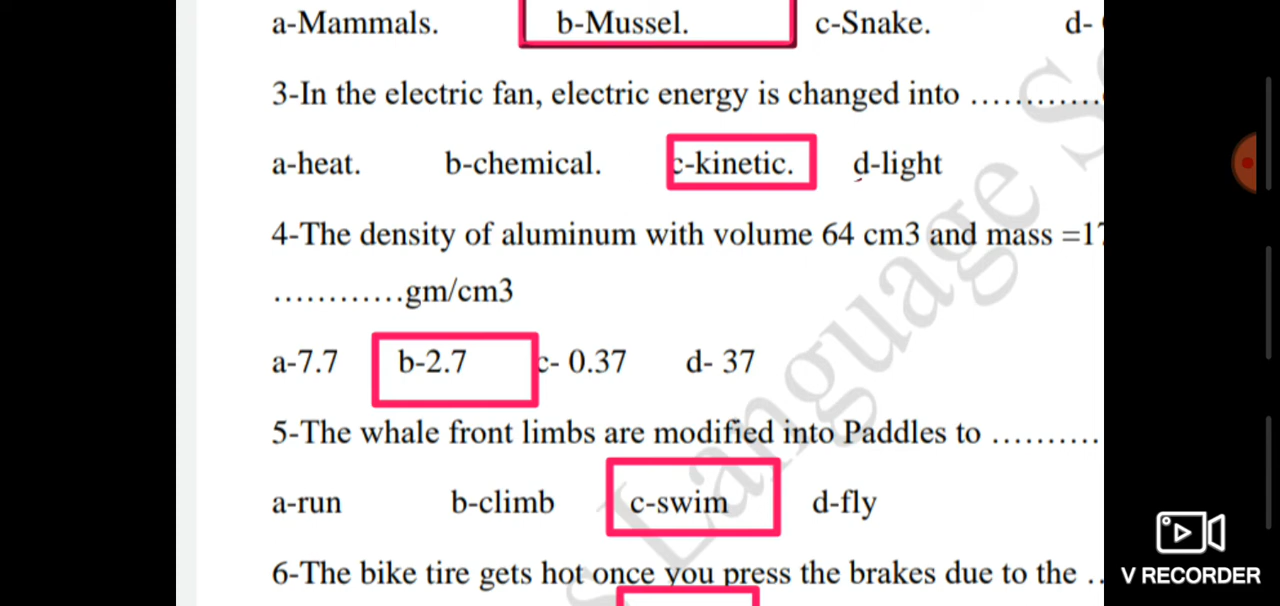 a-Mammals. b-Mussel. c-Snake. d-
3-In the electric fan, electric energy is changed into …………
a-heat. b-chemical. c-kinetic. d-light
4-The density of aluminum with volume 64 cm3 and mass =1
…………gm/cm3
a-7.7 b-2.7 c- 0.37 d- 37
5-The whale front limbs are modified into Paddles to ……….
a-run b-climb c-swim d-fly
6-The bike tire gets hot once you press the brakes due to the ..
Language
V RECORDER